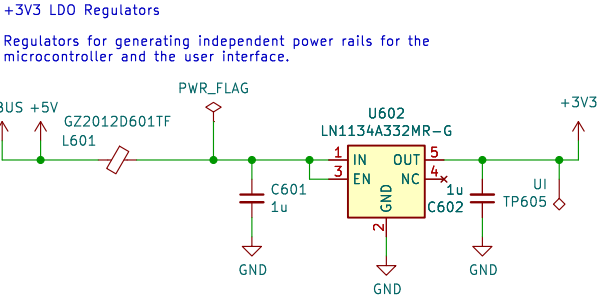 +3V3 LDO Regulators
Regulators for generating independent power rails for the
microcontroller and the user interface.
PWR_FLAG
BUS +5V
GZ2012D601TF
L601
U602
LN1134A332MR-G
+3V3
1 IN OUT 5
3 EN NC 4
GND
2
C601
1u
1u
C602
UI
TP605
GND
GND
GND